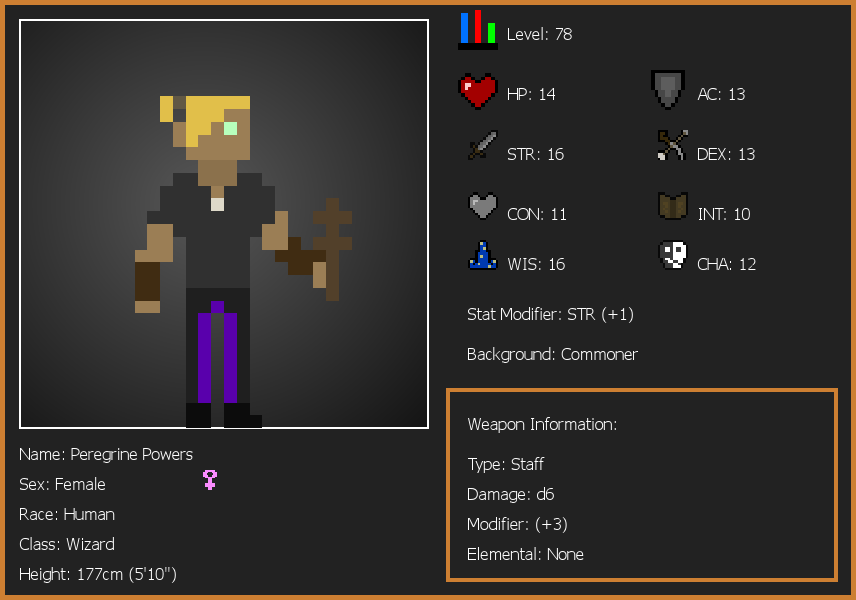 Level: 78
HP: 14
AC: 13
STR: 16
DEX: 13
CON: 11
INT: 10
WIS: 16
CHA: 12
Stat Modifier: STR (+1)
Background: Commoner
Weapon Information:
Type: Staff
Damage: d6
Modifier: (+3)
Elemental: None
Name: Peregrine Powers
Sex: Female
Race: Human
Class: Wizard
Height: 177cm (5'10")